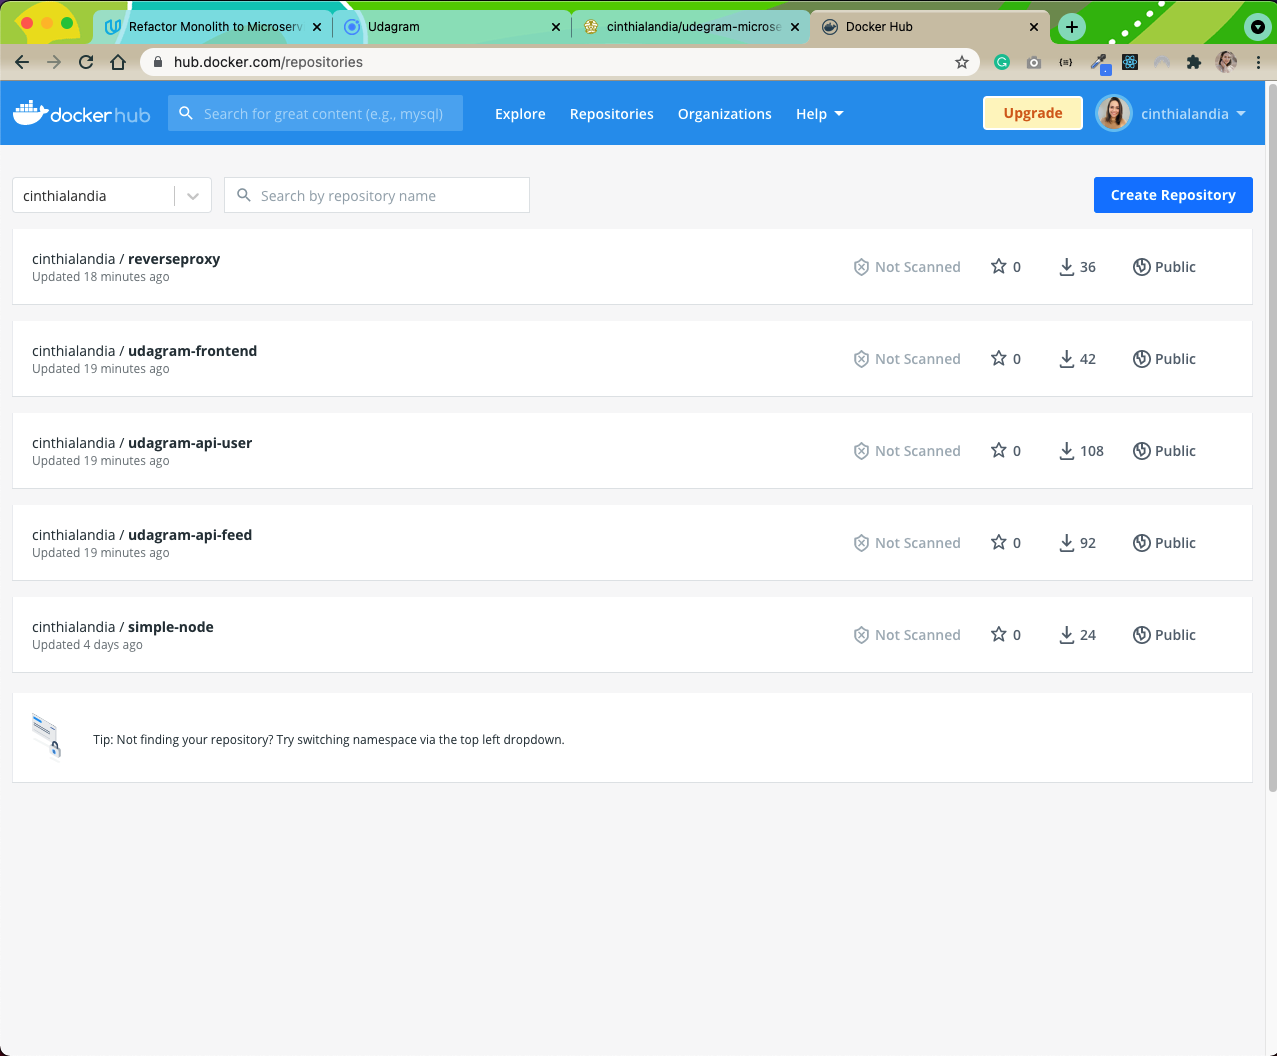 Refactor Monolith to Microserv
Udagram
cinthialandia/udegram-microse
Docker Hub
hub.docker.com/repositories
docker hub
Search for great content (e.g., mysql)
Explore
Repositories
Organizations
Help
Upgrade
cinthialandia
cinthialandia
Search by repository name
Create Repository
cinthialandia / reverseproxy
Updated 18 minutes ago
Not Scanned
0
36
Public
cinthialandia / udagram-frontend
Updated 19 minutes ago
Not Scanned
0
42
Public
cinthialandia / udagram-api-user
Updated 19 minutes ago
Not Scanned
0
108
Public
cinthialandia / udagram-api-feed
Updated 19 minutes ago
Not Scanned
0
92
Public
cinthialandia / simple-node
Updated 4 days ago
Not Scanned
0
24
Public
Tip: Not finding your repository? Try switching namespace via the top left dropdown.